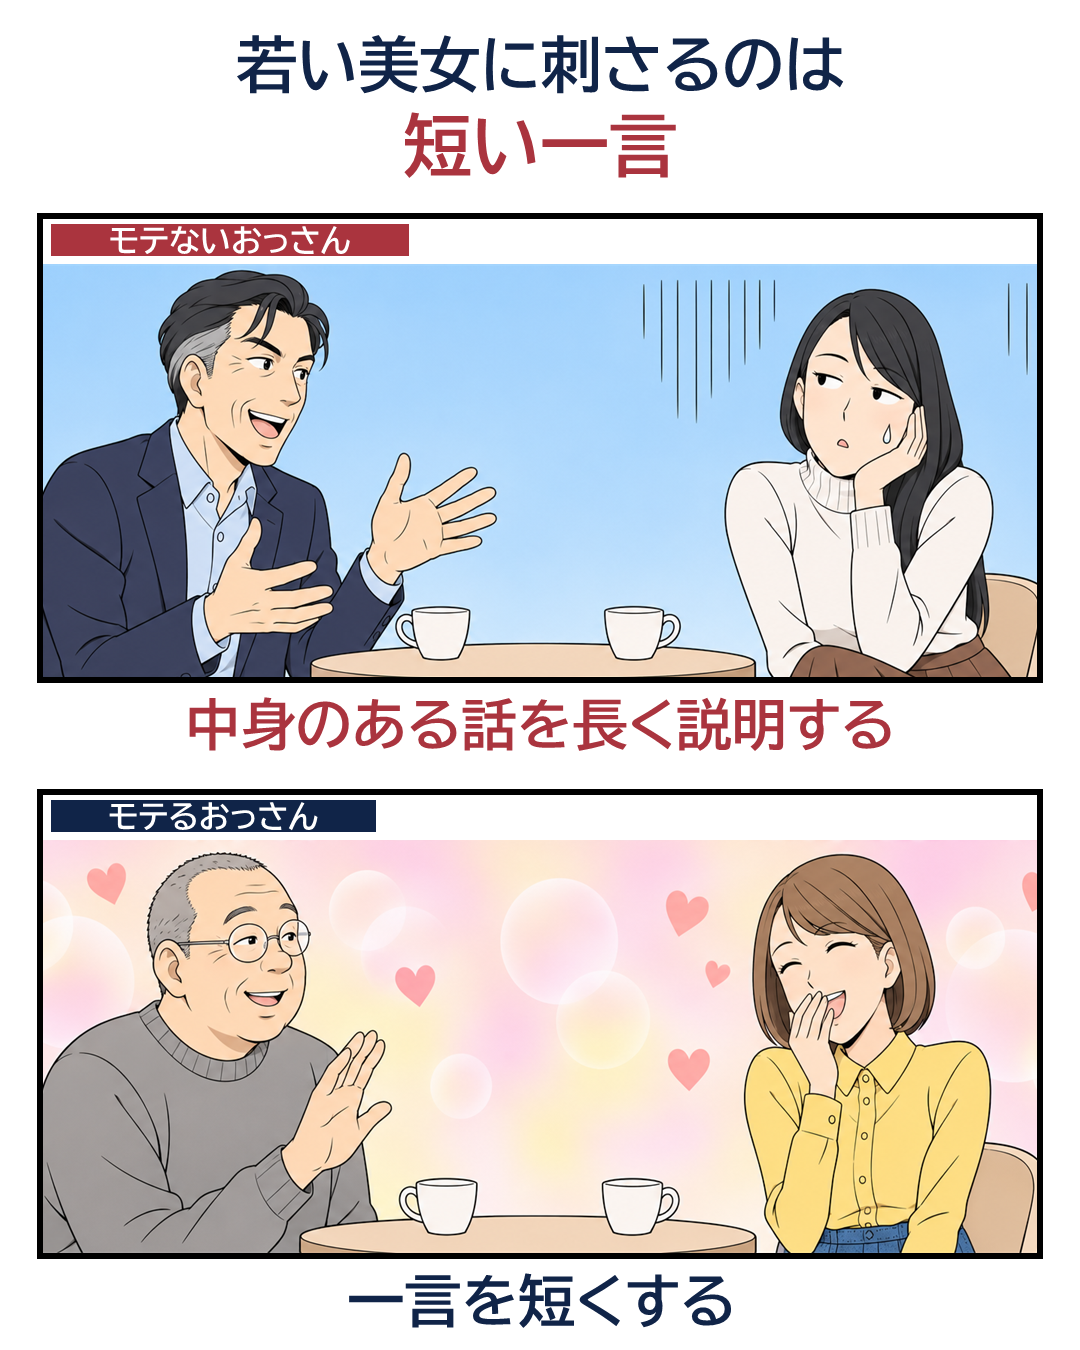 若い美女に刺さるのは
短い一言
モテないおっさん
中身のある話を長く説明する
モテるおっさん
一言を短くする